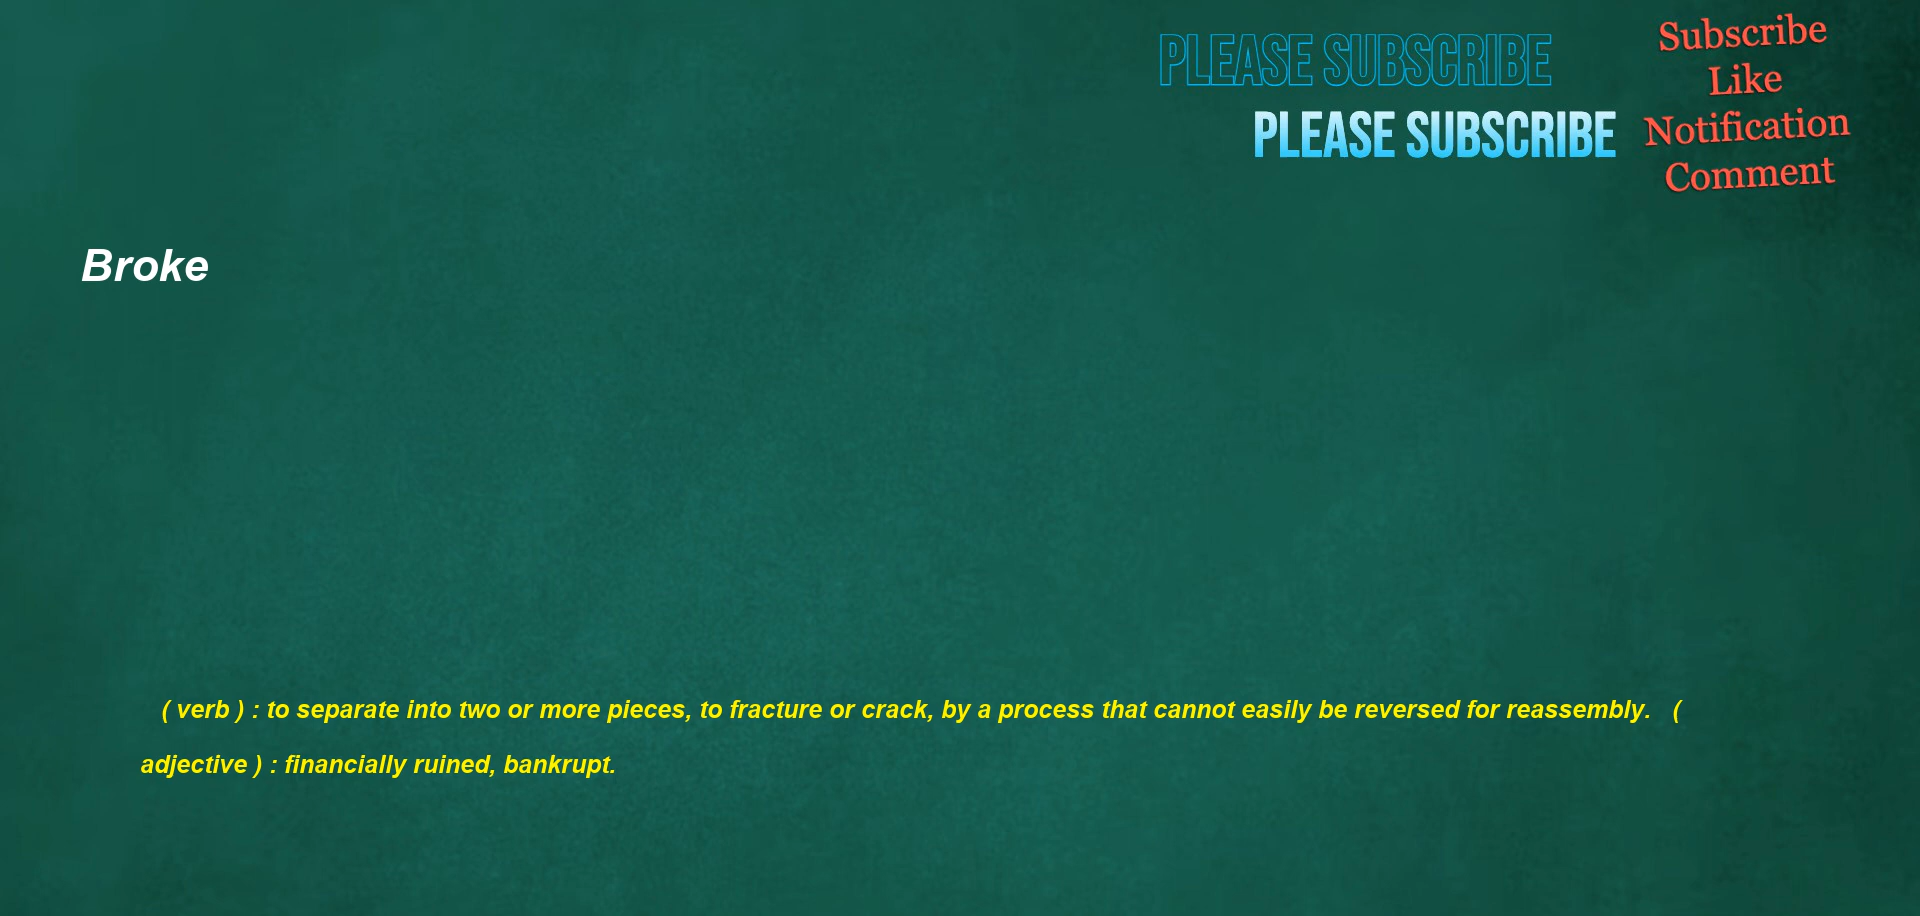 PLEASE SUBSCRIBE
PLEASE SUBSCRIBE
Subscribe
Like
Notification
Comment
Broke
( verb ) : to separate into two or more pieces, to fracture or crack, by a process that cannot easily be reversed for reassembly.   (
adjective ) : financially ruined, bankrupt.